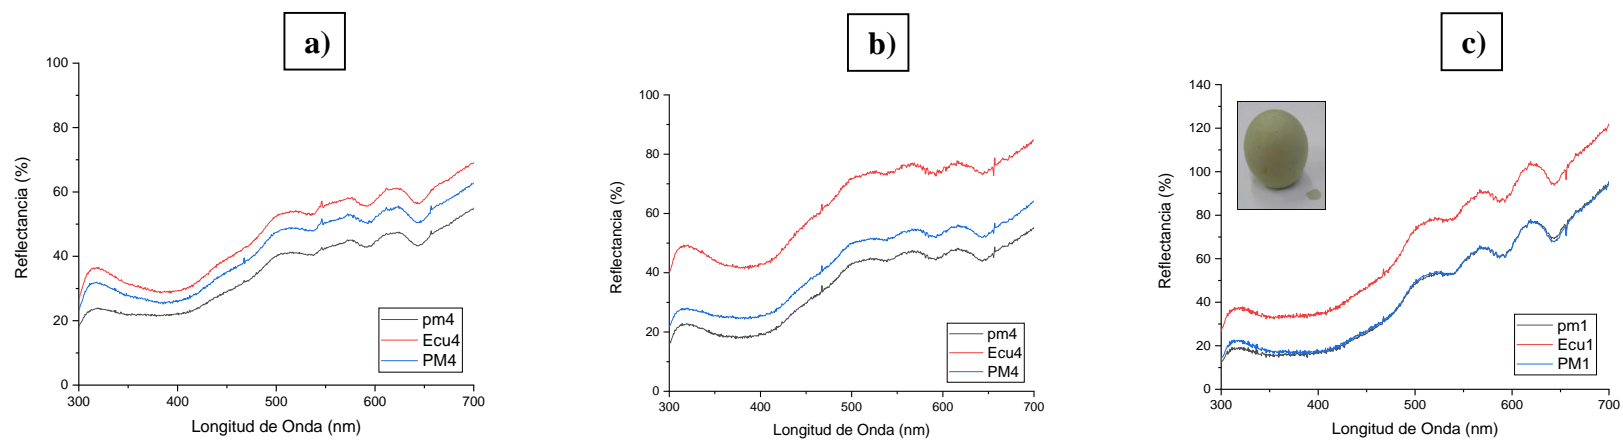 a)
100
80
60
40
20
0
Reflectancia (%)
300 400 500 600 700
Longitud de Onda (nm)
pm4
Ecu4
PM4
b)
100
80
60
40
20
0
Reflectancia (%)
300 400 500 600 700
Longitud de Onda (nm)
pm4
Ecu4
PM4
c)
140
120
100
80
60
40
20
0
Reflectancia (%)
300 400 500 600 700
Longitud de Onda (nm)
pm1
Ecu1
PM1